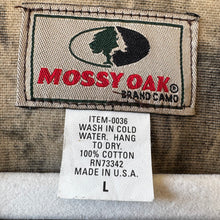 MOSSY OAK®
BRAND CAMO
ITEM-0036
WASH IN COLD
WATER. HANG
TO DRY.
100% COTTON
RN73342
MADE IN U.S.A.
L